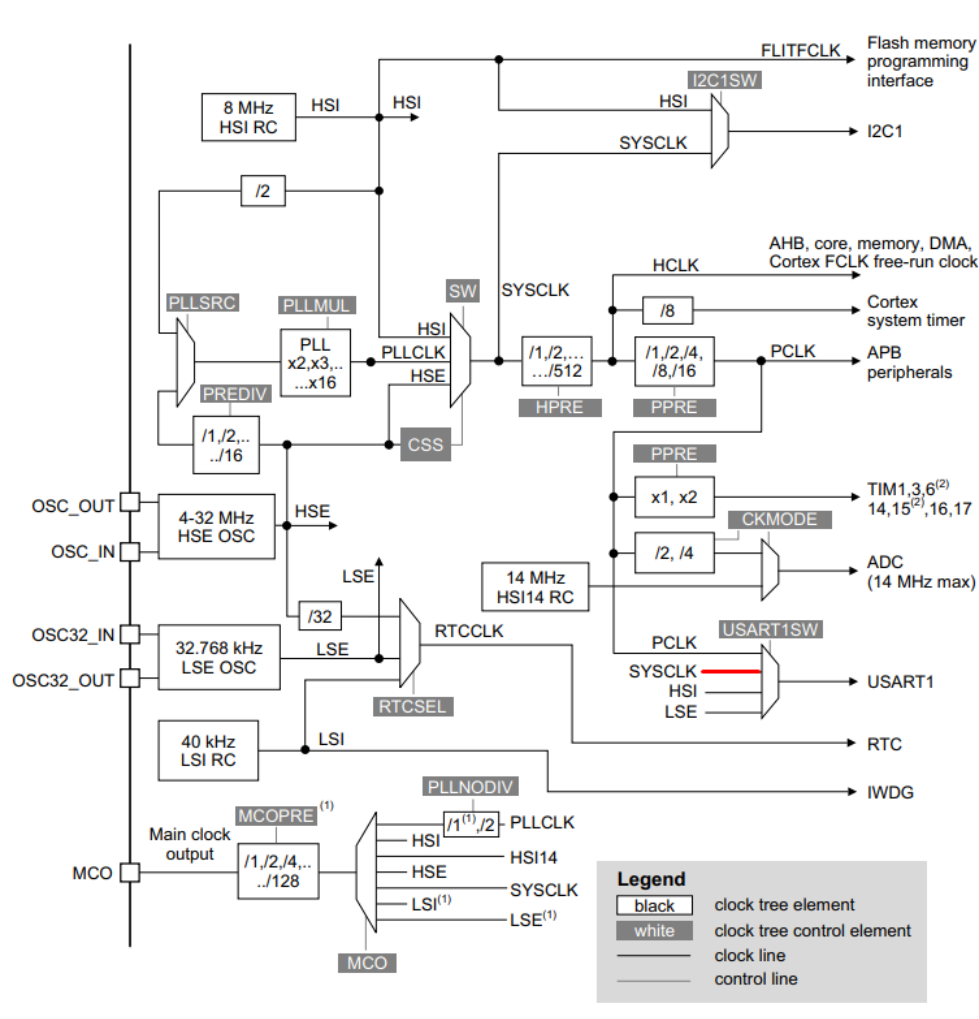 FLITFCLK
Flash memory
programming
interface
I2C1SW
8 MHz
HSI RC
HSI
HSI
HSI
I2C1
SYSCLK
/2
AHB, core, memory, DMA,
Cortex FCLK free-run clock
HCLK
PLLSRC
PLLMUL
SW
SYSCLK
/8
Cortex
system timer
PLL
x2,x3,..
...x16
HSI
PLLCLK
HSE
/1,/2,...
.../512
/1,/2,/4,
/8,/16
PCLK
APB
peripherals
PREDIV
HPRE
PPRE
/1,/2,..
../16
CSS
PPRE
OSC_OUT
OSC_IN
4-32 MHz
HSE OSC
HSE
x1, x2
TIM1,3,6(2)
14,15(2),16,17
CKMODE
/2, /4
LSE
14 MHz
HSI14 RC
ADC
(14 MHz max)
/32
OSC32_IN
OSC32_OUT
32.768 kHz
LSE OSC
LSE
RTCCLK
USART1SW
PCLK
SYSCLK
HSI
LSE
USART1
RTCSEL
40 kHz
LSI RC
LSI
RTC
IWDG
PLLNODIV
MCOPRE (1)
Main clock
output
/1(1),/2
PLLCLK
HSI
HSI14
MCO
/1,/2,/4,..
../128
HSE
SYSCLK
LSI(1)
LSE(1)
MCO
Legend
black clock tree element
white clock tree control element
clock line
control line